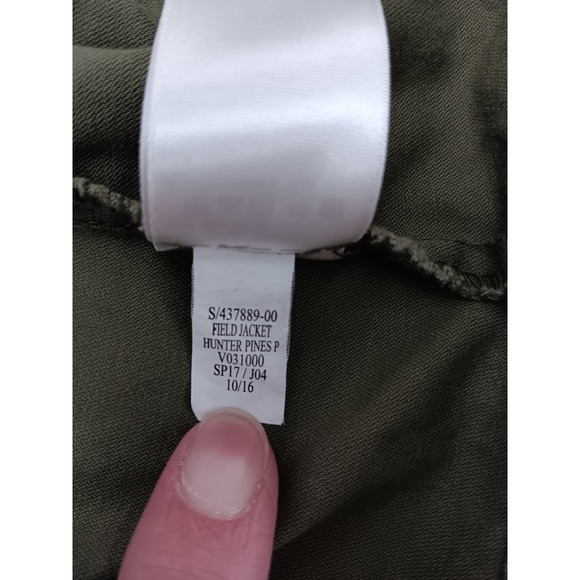 S/437889-00
FIELD JACKET
HUNTER PINES P
V031000
SP17 / J04
10/16